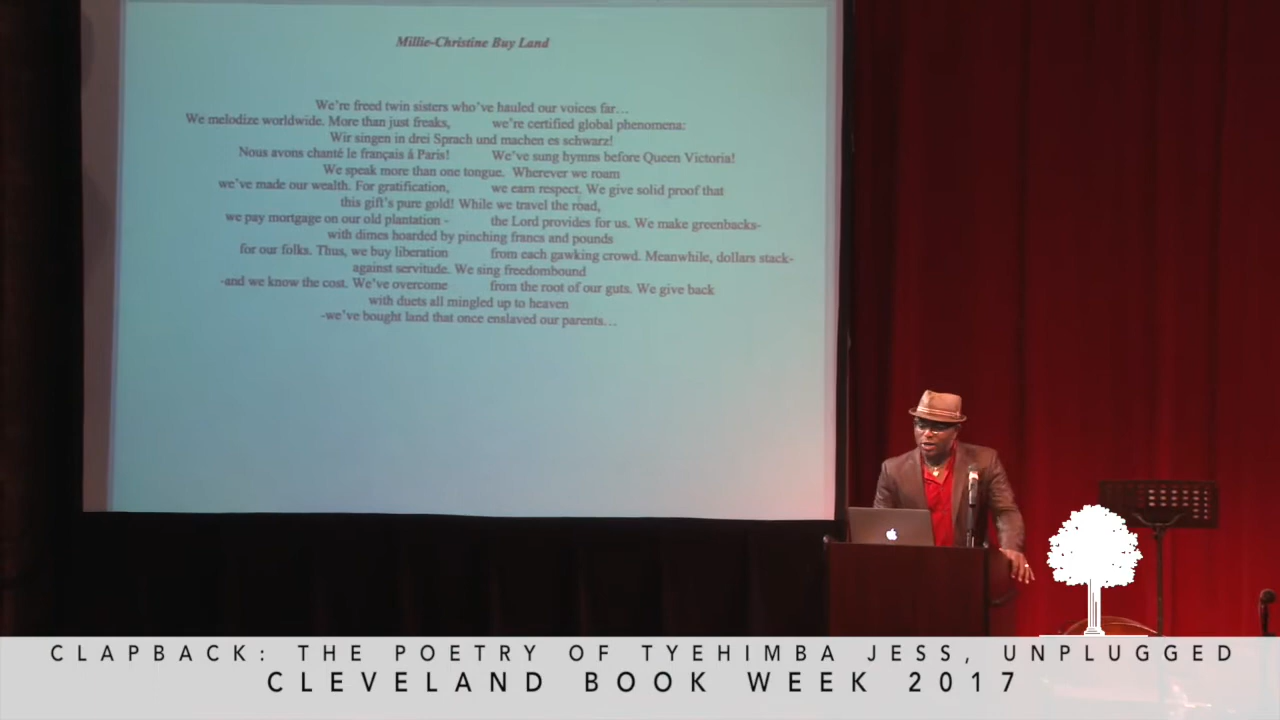 Millie-Christine Buy Land
We're freed twin sisters who've hauled our voices far…
We melodize worldwide. More than just freaks, we're certified global phenomena:
Wir singen in drei Sprach und machen es schwarz!
Nous avons chanté le français à Paris! We've sung hymns before Queen Victoria!
We speak more than one tongue. Wherever we roam
we've made our wealth. For gratification, we earn respect. We give solid proof that
this gift's pure gold! While we travel the road,
we pay mortgage on our old plantation - the Lord provides for us. We make greenbacks-
with dimes hoarded by pinching francs and pounds
for our folks. Thus, we buy liberation from each gawking crowd. Meanwhile, dollars stack-
against servitude. We sing freedombound
-and we know the cost. We've overcome from the root of our guts. We give back
with duets all mingled up to heaven
-we've bought land that once enslaved our parents…
CLAPBACK: THE POETRY OF TYEHIMBA JESS, UNPLUGGED
CLEVELAND BOOK WEEK 2017